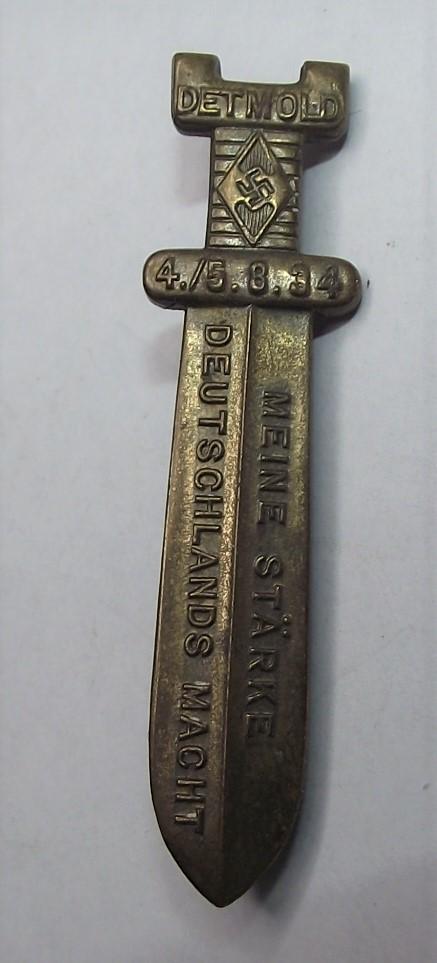 DETMOLD
4./5.8.34
MEINE STÄRKE
DEUTSCHLANDS MACHT